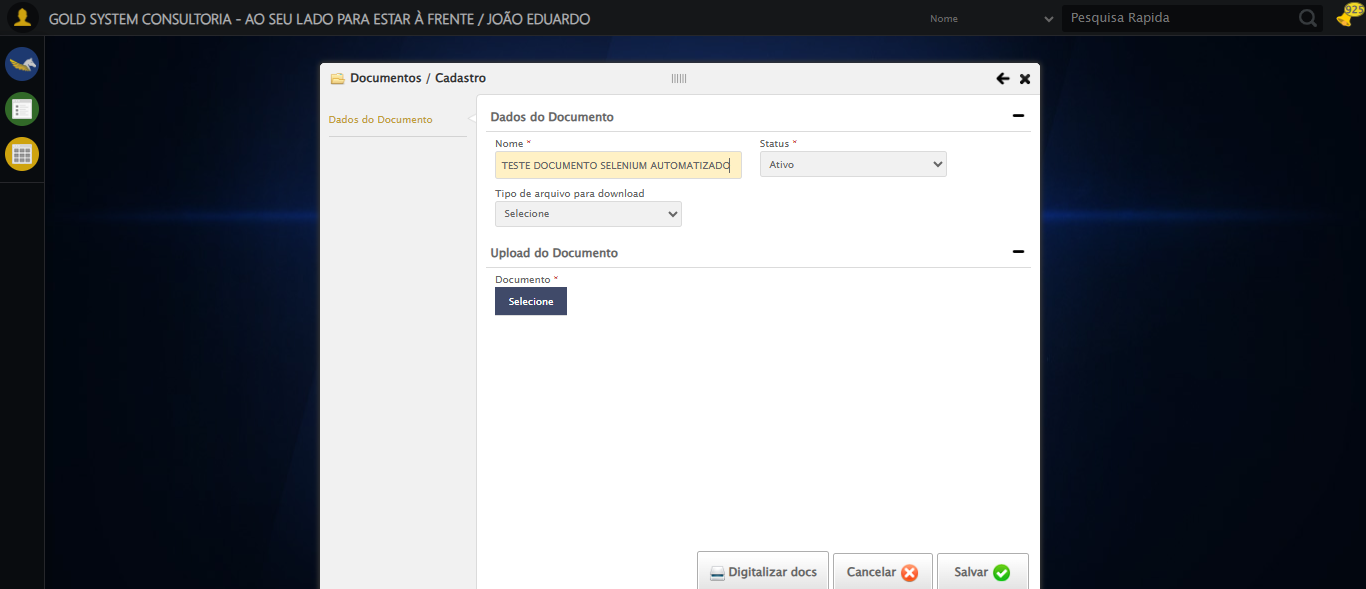 GOLD SYSTEM CONSULTORIA - AO SEU LADO PARA ESTAR À FRENTE / JOÃO EDUARDO
Nome
Pesquisa Rapida
925
Documentos / Cadastro
Dados do Documento
Dados do Documento
Nome *
Status *
TESTE DOCUMENTO SELENIUM AUTOMATIZADO
Ativo
Tipo de arquivo para download
Selecione
Upload do Documento
Documento *
Selecione
Digitalizar docs
Cancelar
Salvar